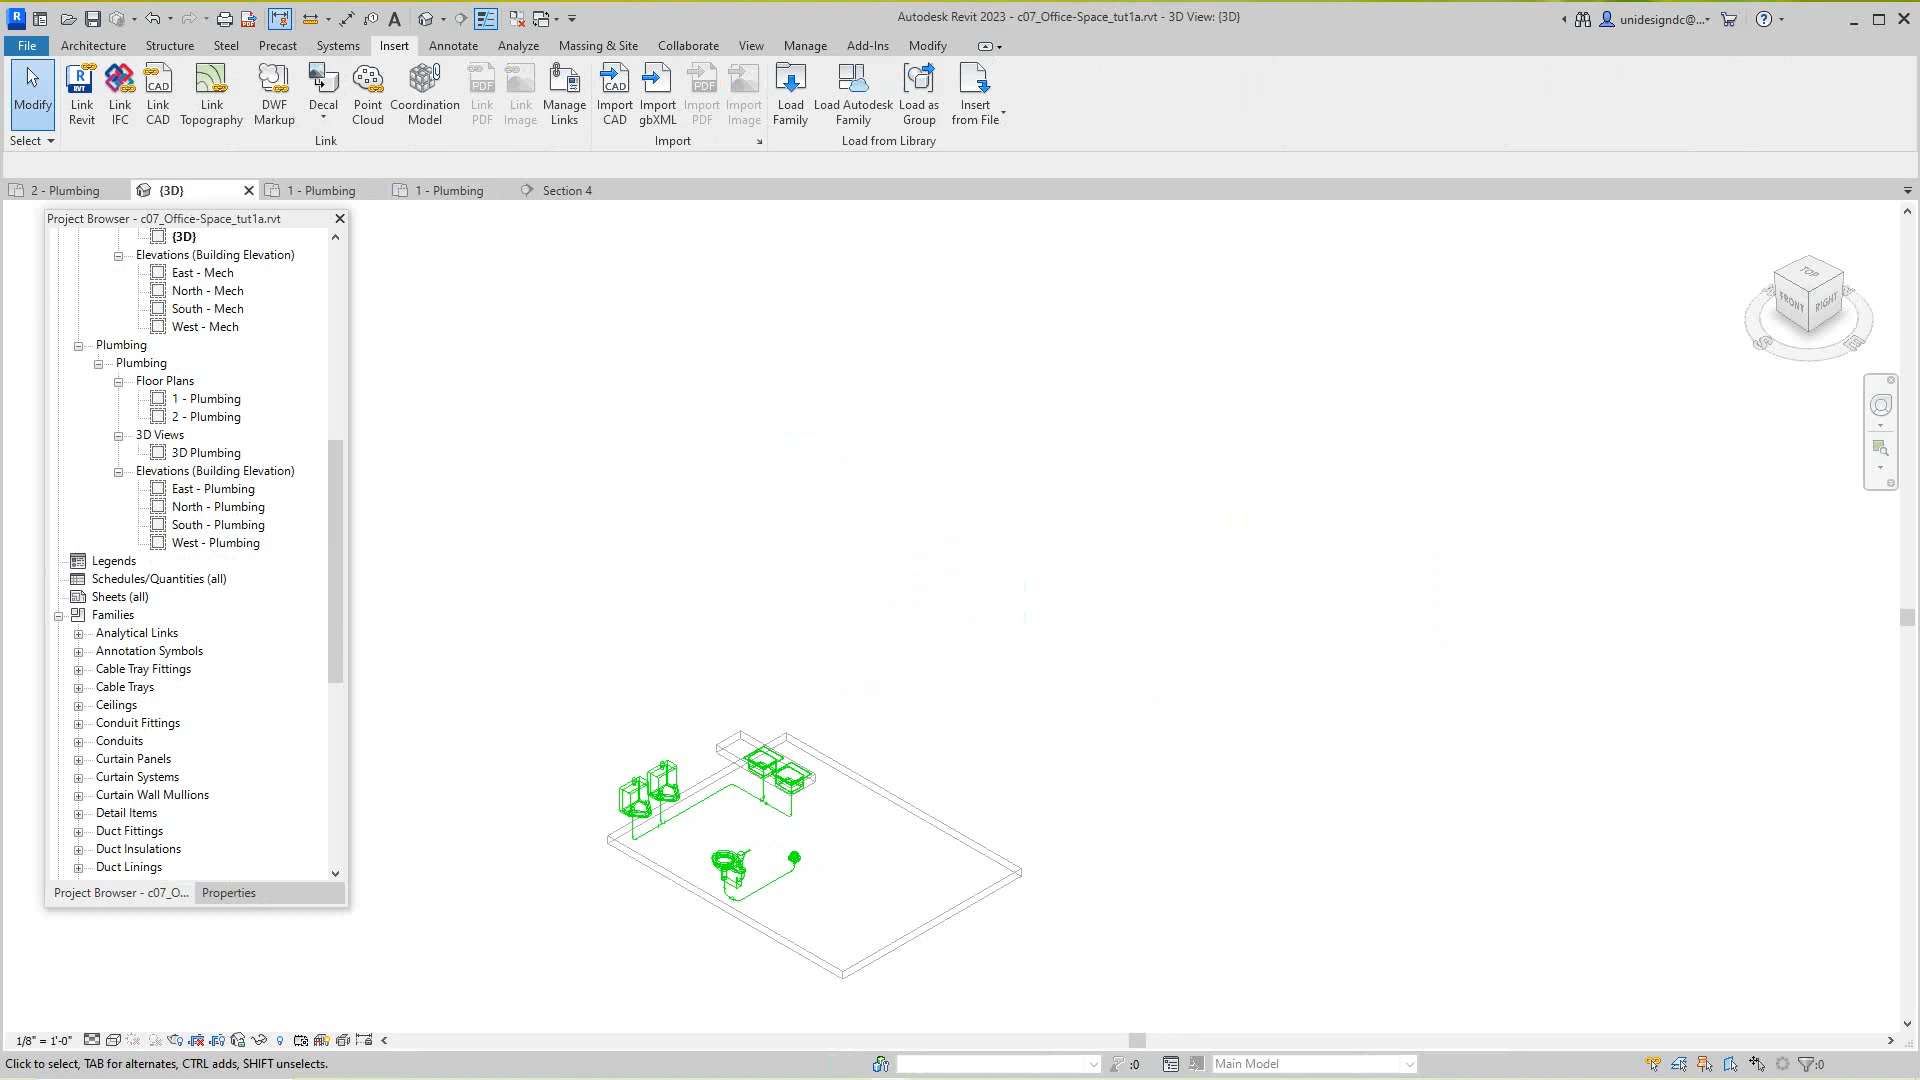 Autodesk Revit 2023 - c07_Office-Space_tut1a.rvt - 3D View: {3D}
unidesigndc@...
File Architecture Structure Steel Precast Systems Insert Annotate Analyze Massing & Site Collaborate View Manage Add-Ins Modify
Modify
Link Revit
Link IFC
Link CAD
Link Topography
DWF Markup
Decal
Point Cloud
Coordination Model
Link PDF
Link Image
Manage Links
Import CAD
Import gbXML
Import PDF
Import Image
Load Family
Load Autodesk Family
Load as Group
Insert from File
Select Link Import Load from Library
2 - Plumbing {3D} 1 - Plumbing 1 - Plumbing Section 4
Project Browser - c07_Office-Space_tut1a.rvt
{3D}
Elevations (Building Elevation)
East - Mech
North - Mech
South - Mech
West - Mech
Plumbing
Plumbing
Floor Plans
1 - Plumbing
2 - Plumbing
3D Views
3D Plumbing
Elevations (Building Elevation)
East - Plumbing
North - Plumbing
South - Plumbing
West - Plumbing
Legends
Schedules/Quantities (all)
Sheets (all)
Families
Analytical Links
Annotation Symbols
Cable Tray Fittings
Cable Trays
Ceilings
Conduit Fittings
Conduits
Curtain Panels
Curtain Systems
Curtain Wall Mullions
Detail Items
Duct Fittings
Duct Insulations
Duct Linings
Project Browser - c07_O... Properties
TOP
FRONT RIGHT
1/8" = 1'-0"
Click to select, TAB for alternates, CTRL adds, SHIFT unselects.
:0
Main Model
:0